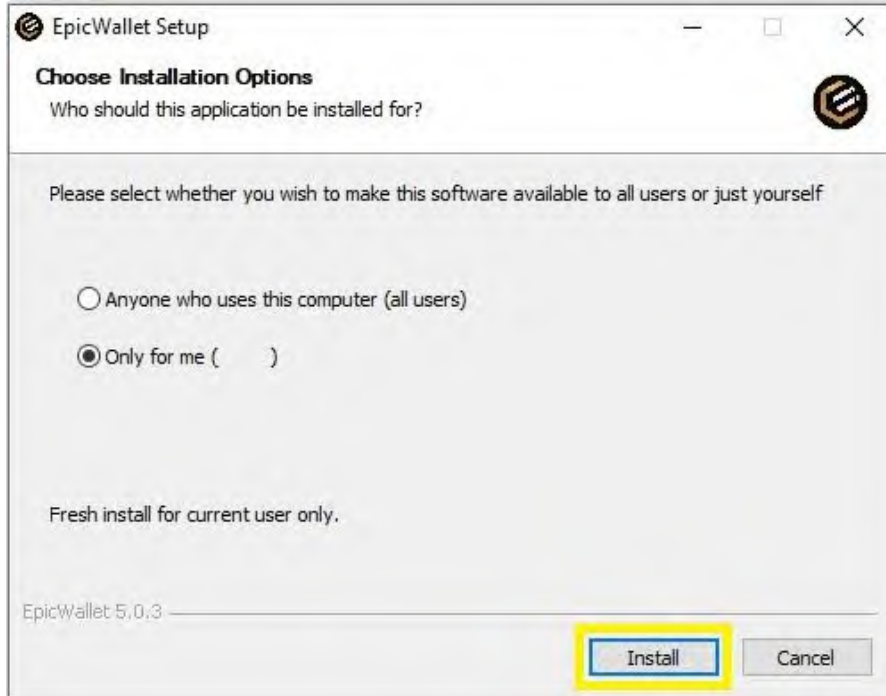 EpicWallet Setup
Choose Installation Options
Who should this application be installed for?
Please select whether you wish to make this software available to all users or just yourself
Anyone who uses this computer (all users)
Only for me (        )
Fresh install for current user only.
EpicWallet 5.0.3
Install Cancel